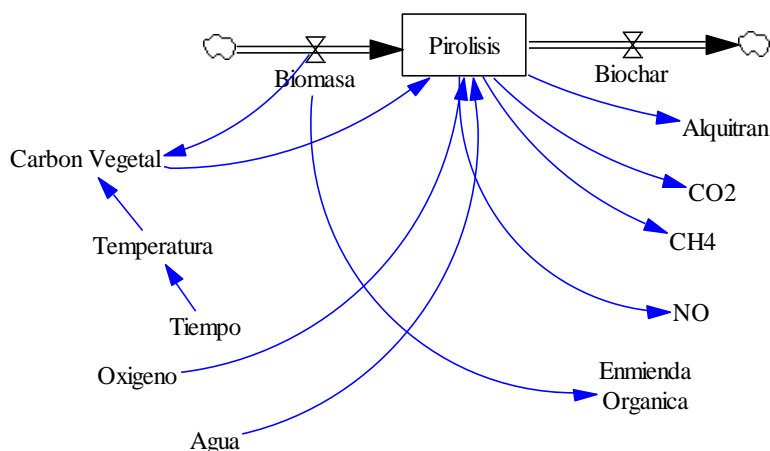 Pirolisis
Biomasa
Biochar
Alquitran
Carbon Vegetal
CO2
CH4
Temperatura
NO
Tiempo
Oxigeno
Enmienda
Organica
Agua